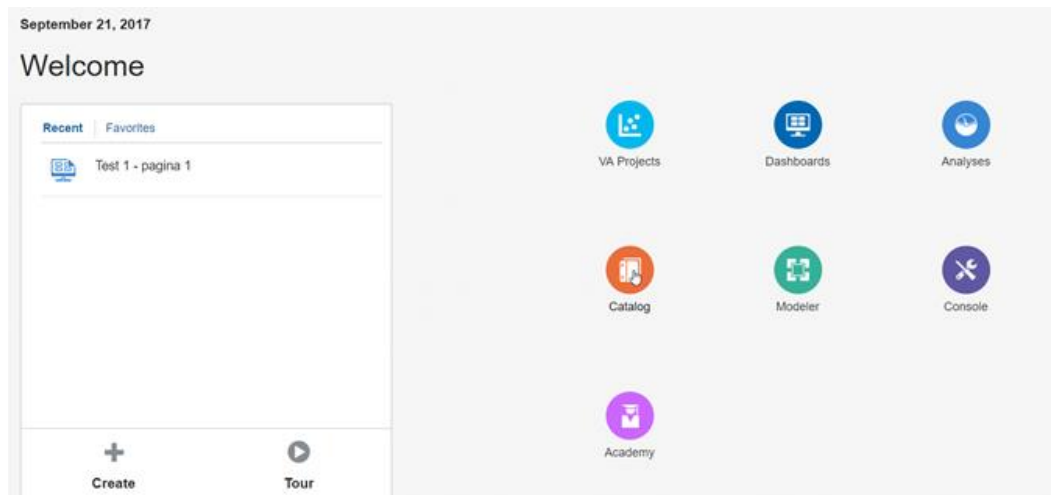 September 21, 2017
Welcome
Recent Favorites
Test 1 - pagina 1
Create Tour
VA Projects Dashboards Analyses
Catalog Modeler Console
Academy